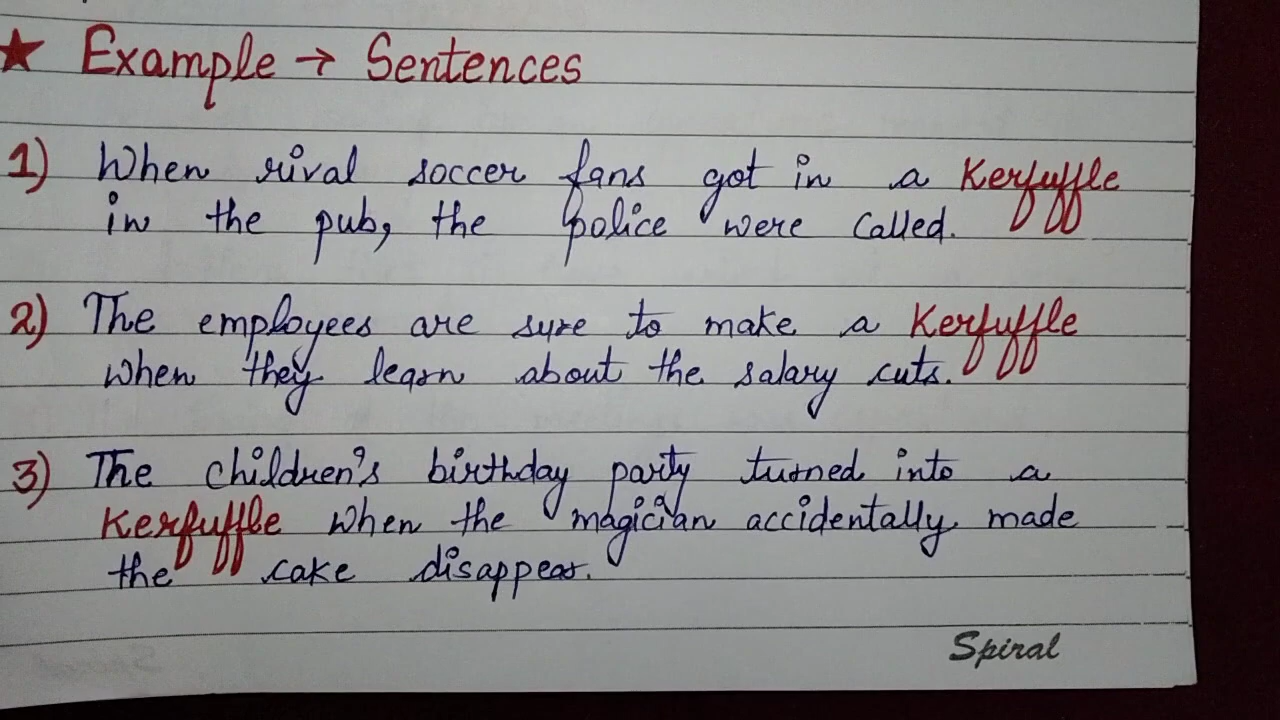 ★ Example → Sentences
1) When rival soccer fans got in a Kerfuffle
in the pub, the police were called.
2) The employees are sure to make a Kerfuffle
when they learn about the salary cuts.
3) The children's birthday party turned into a
Kerfuffle when the magician accidentally made
the cake disappear.
Spiral